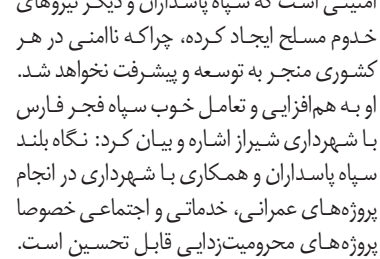 امنیتی است که سپاه پاسداران و دیگر نیروهای
خدوم مسلح ایجاد کرده، چراکه ناامنی در هر
کشوری منجر به توسعه و پیشرفت نخواهد شد.
او به هم‌افزایی و تعامل خوب سپاه فجر فارس
با شهرداری شیراز اشاره و بیان کرد: نگاه بلند
سپاه پاسداران و همکاری با شهرداری در انجام
پروژه‌های عمرانی، خدماتی و اجتماعی خصوصا
پروژه‌های محرومیت‌زدایی قابل تحسین است.